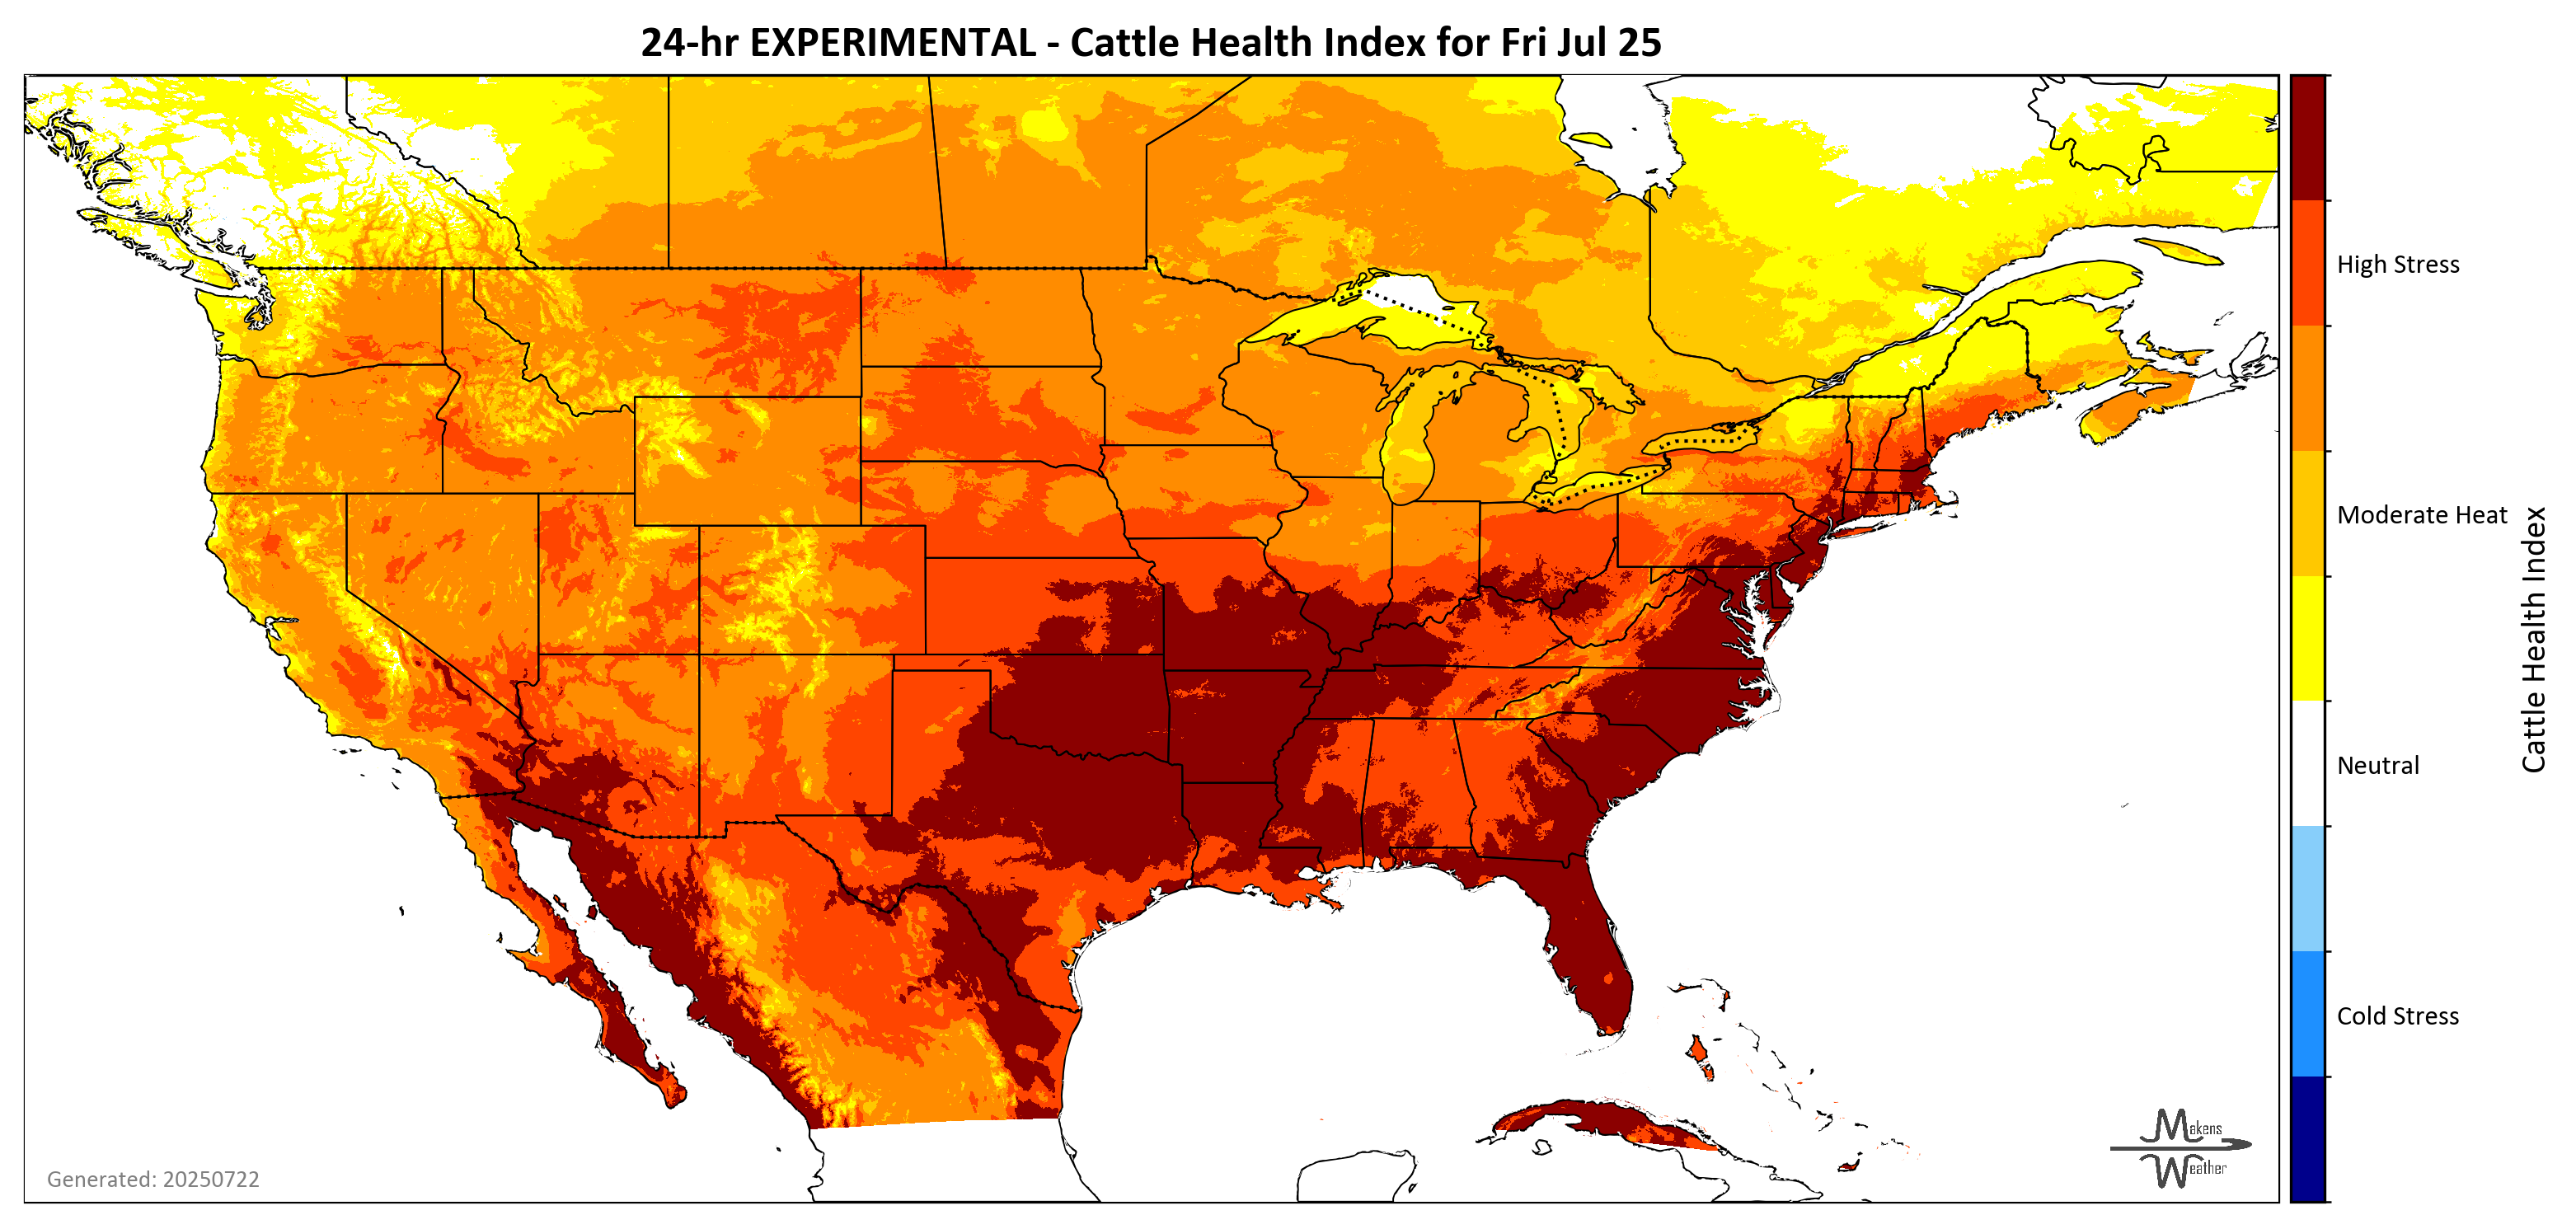 24-hr EXPERIMENTAL - Cattle Health Index for Fri Jul 25
High Stress
Moderate Heat
Neutral
Cold Stress
Cattle Health Index
Makens
Weather
Generated: 20250722